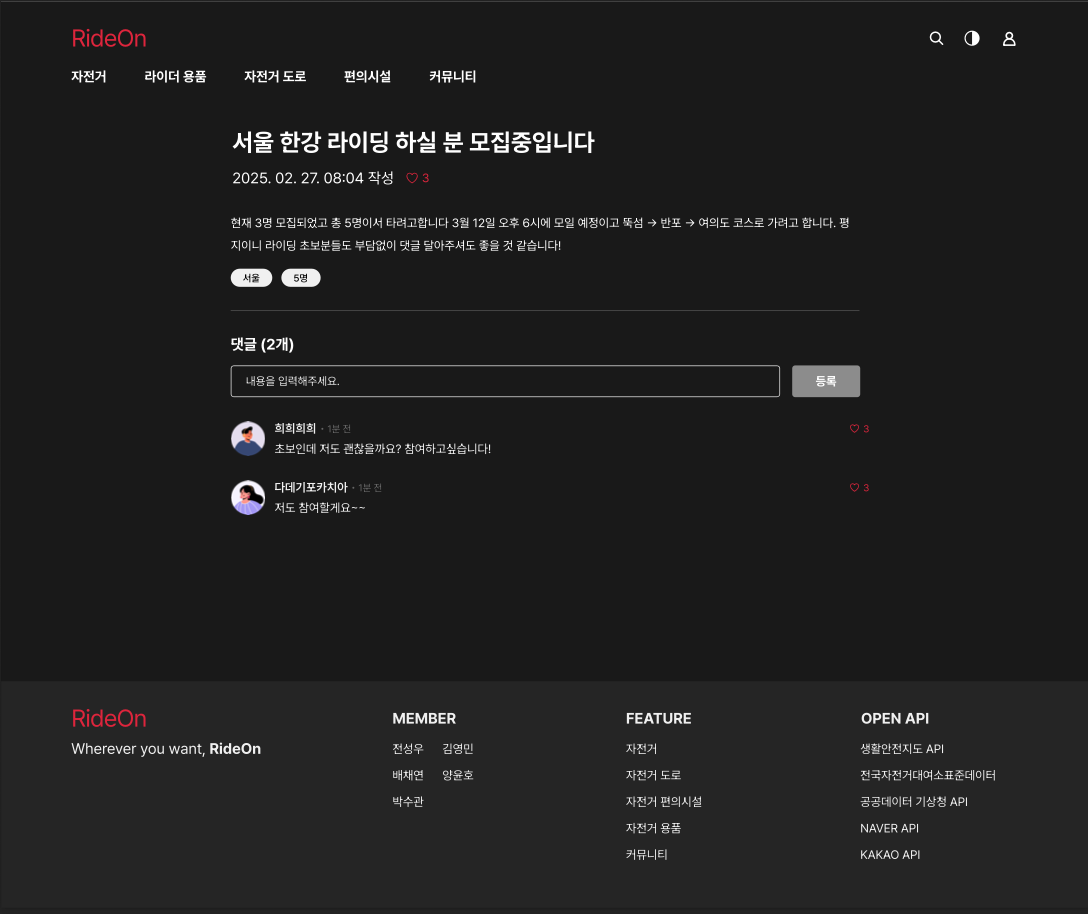 RideOn
자전거 라이더 용품 자전거 도로 편의시설 커뮤니티
서울 한강 라이딩 하실 분 모집중입니다
2025. 02. 27. 08:04 작성 3
현재 3명 모집되었고 총 5명이서 타려고합니다 3월 12일 오후 6시에 모일 예정이고 뚝섬 → 반포 → 여의도 코스로 가려고 합니다. 평
지이니 라이딩 초보분들도 부담없이 댓글 달아주셔도 좋을 것 같습니다!
서울 5명
댓글 (2개)
내용을 입력해주세요. 등록
희희희희 · 1분 전 3
초보인데 저도 괜찮을까요? 참여하고싶습니다!
다데기포카치아 · 1분 전 3
저도 참여할게요~~
RideOn
Wherever you want, RideOn
MEMBER
전성우 김영민
배채연 양윤호
박수관
FEATURE
자전거
자전거 도로
자전거 편의시설
자전거 용품
커뮤니티
OPEN API
생활안전지도 API
전국자전거대여소표준데이터
공공데이터 기상청 API
NAVER API
KAKAO API